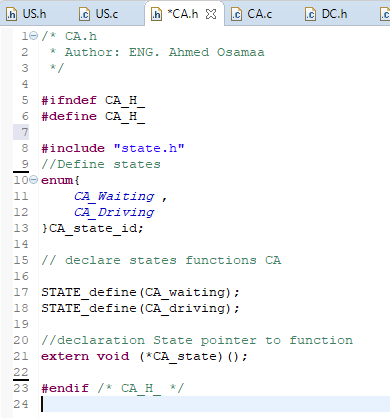 US.h US.c *CA.h CA.c DC.h
1 /* CA.h
2 * Author: ENG. Ahmed Osamaa
3 */
4
5 #ifndef CA_H_
6 #define CA_H_
7
8 #include "state.h"
9 //Define states
10 enum{
11 CA_Waiting ,
12 CA_Driving
13 }CA_state_id;
14
15 // declare states functions CA
16
17 STATE_define(CA_waiting);
18 STATE_define(CA_driving);
19
20 //declaration State pointer to function
21 extern void (*CA_state)();
22
23 #endif /* CA_H_ */
24